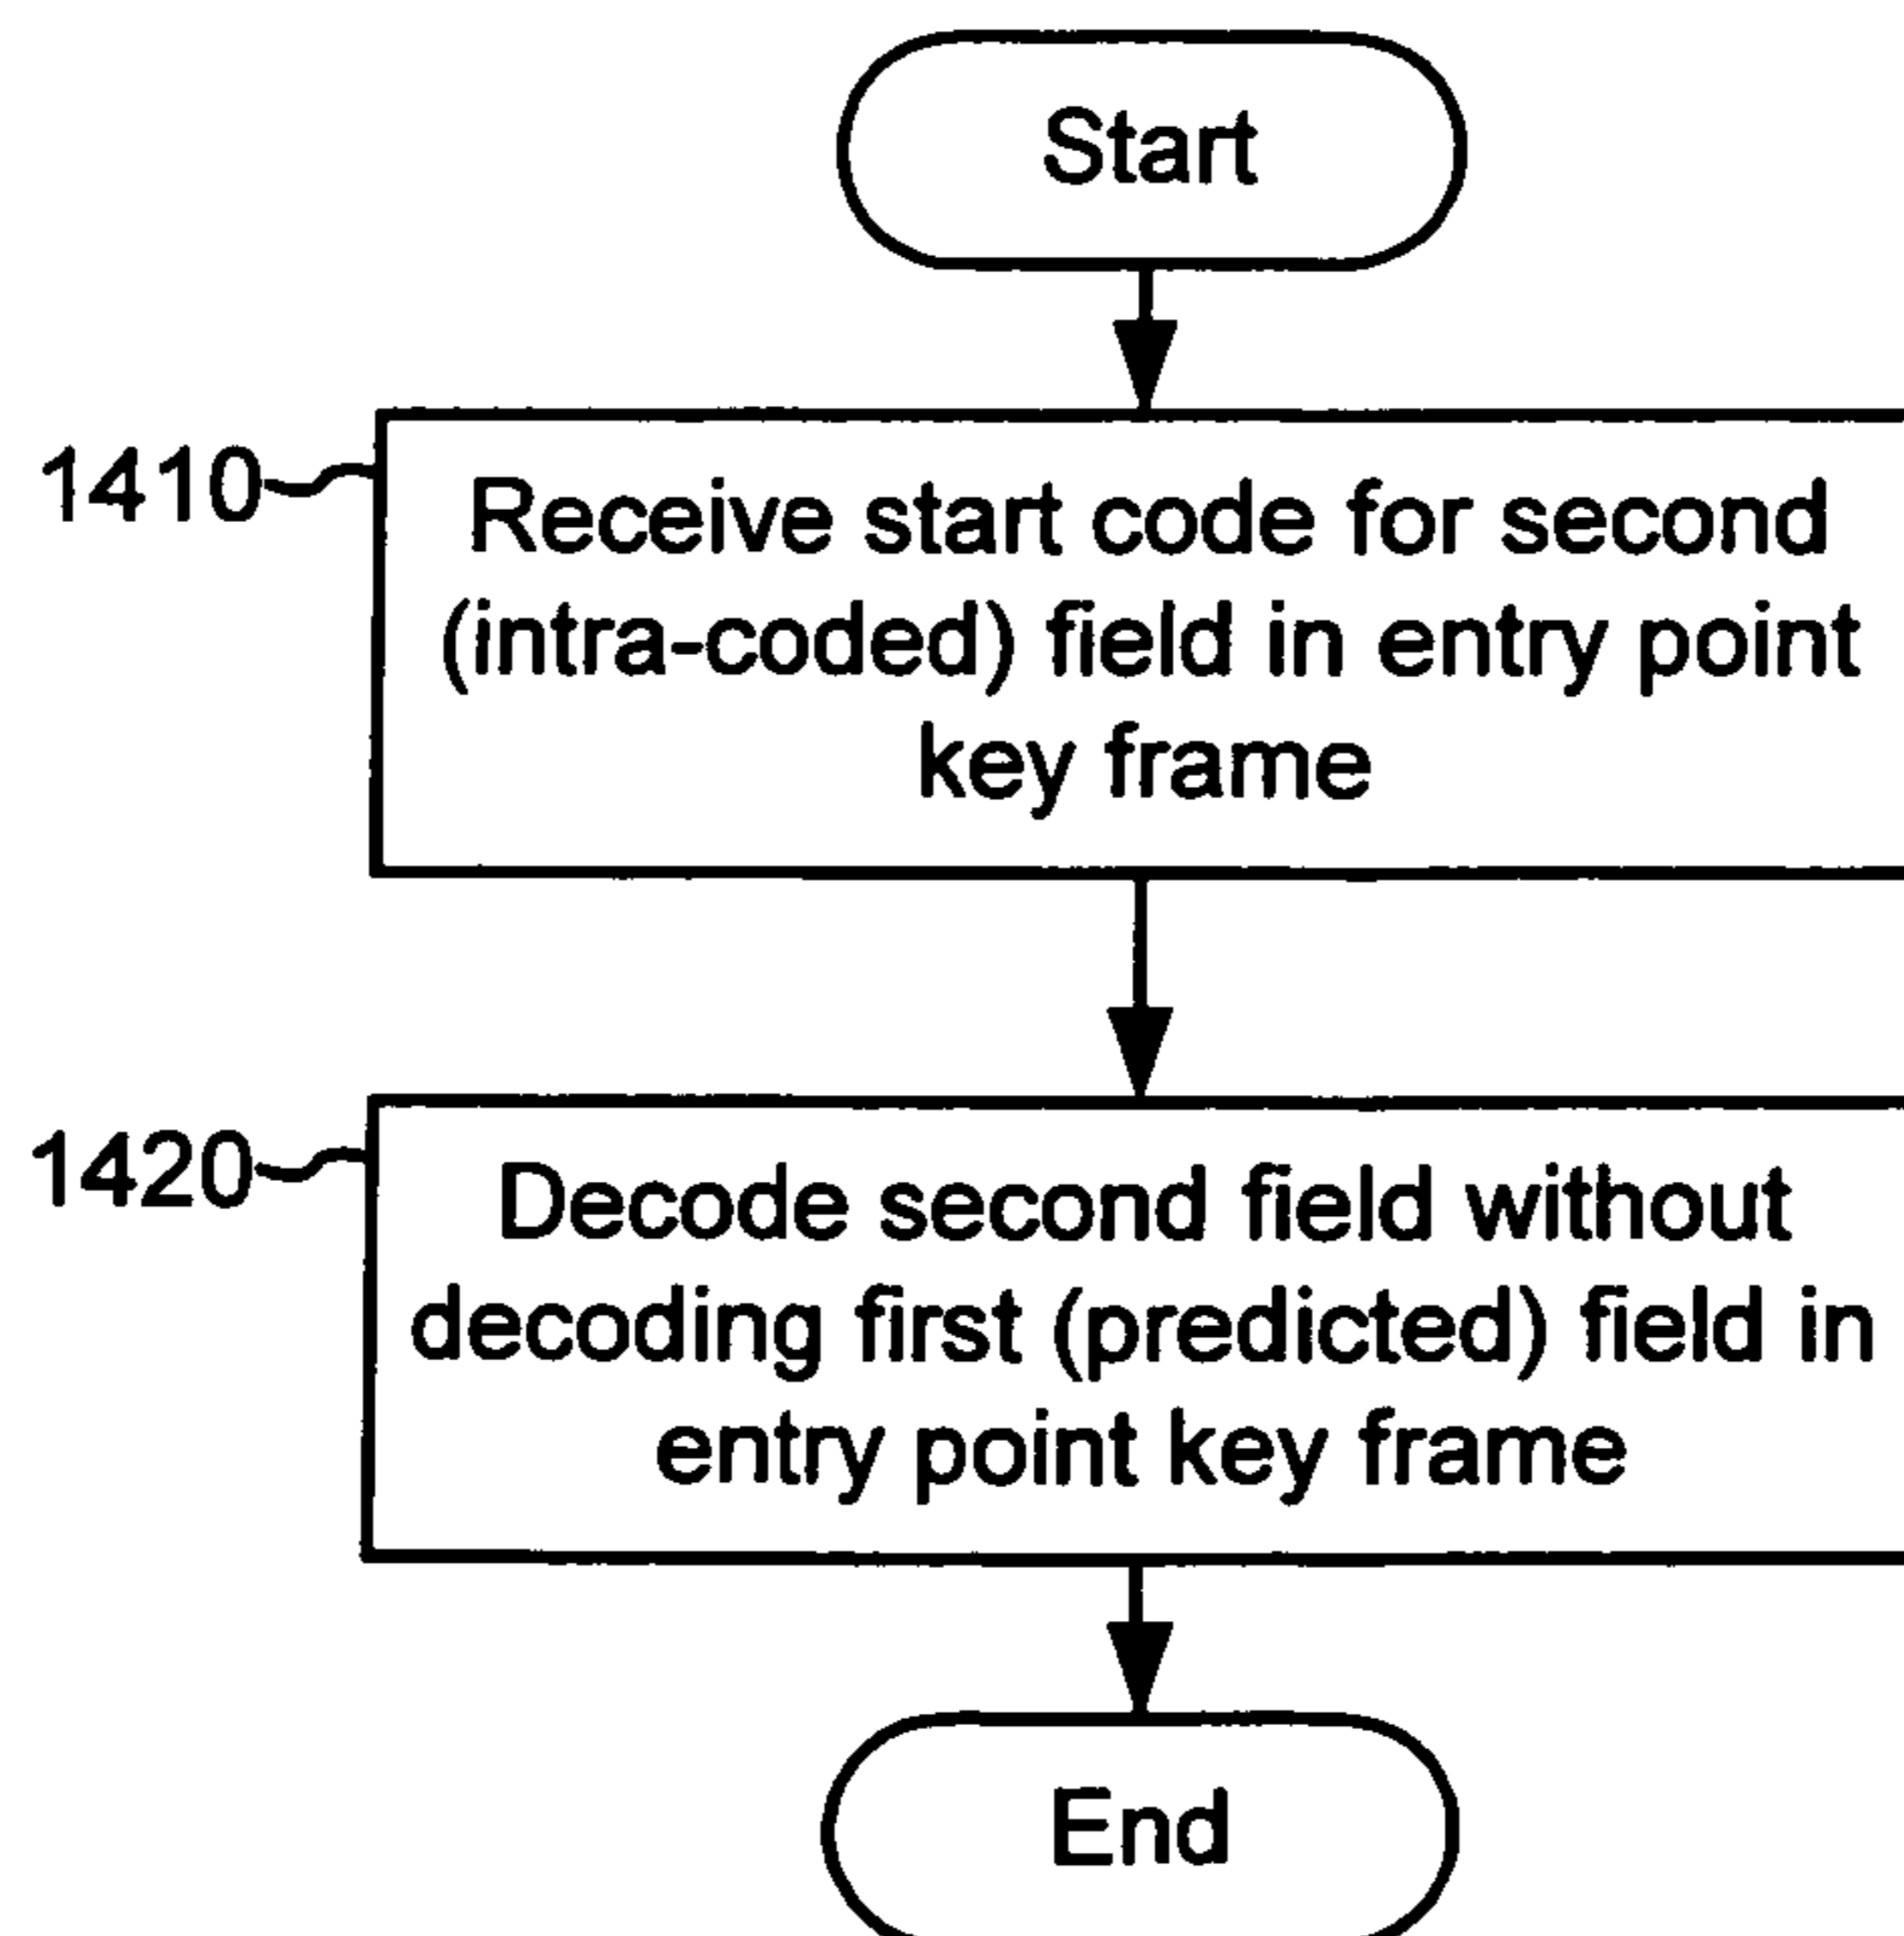 Start
1410
Receive start code for second
(intra-coded) field in entry point
key frame
1420
Decode second field without
decoding first (predicted) field in
entry point key frame
End